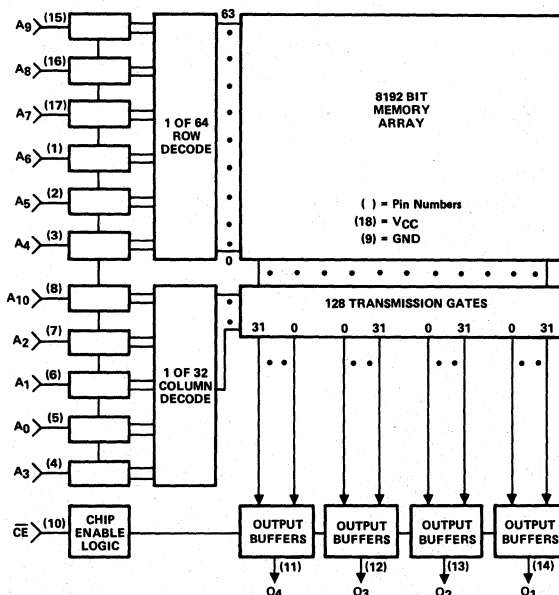 A9 (15)
A8 (16)
A7 (17)
A6 (1)
A5 (2)
A4 (3)
1 OF 64
ROW
DECODE
63
0
8192 BIT
MEMORY
ARRAY
( ) = Pin Numbers
(18) = VCC
(9) = GND
A10 (8)
A2 (7)
A1 (6)
A0 (5)
A3 (4)
1 OF 32
COLUMN
DECODE
128 TRANSMISSION GATES
31 0 0 31 0 31 0 31
CE (10)
CHIP
ENABLE
LOGIC
OUTPUT
BUFFERS
OUTPUT
BUFFERS
OUTPUT
BUFFERS
OUTPUT
BUFFERS
(11) (12) (13) (14)
O4 O3 O2 O1